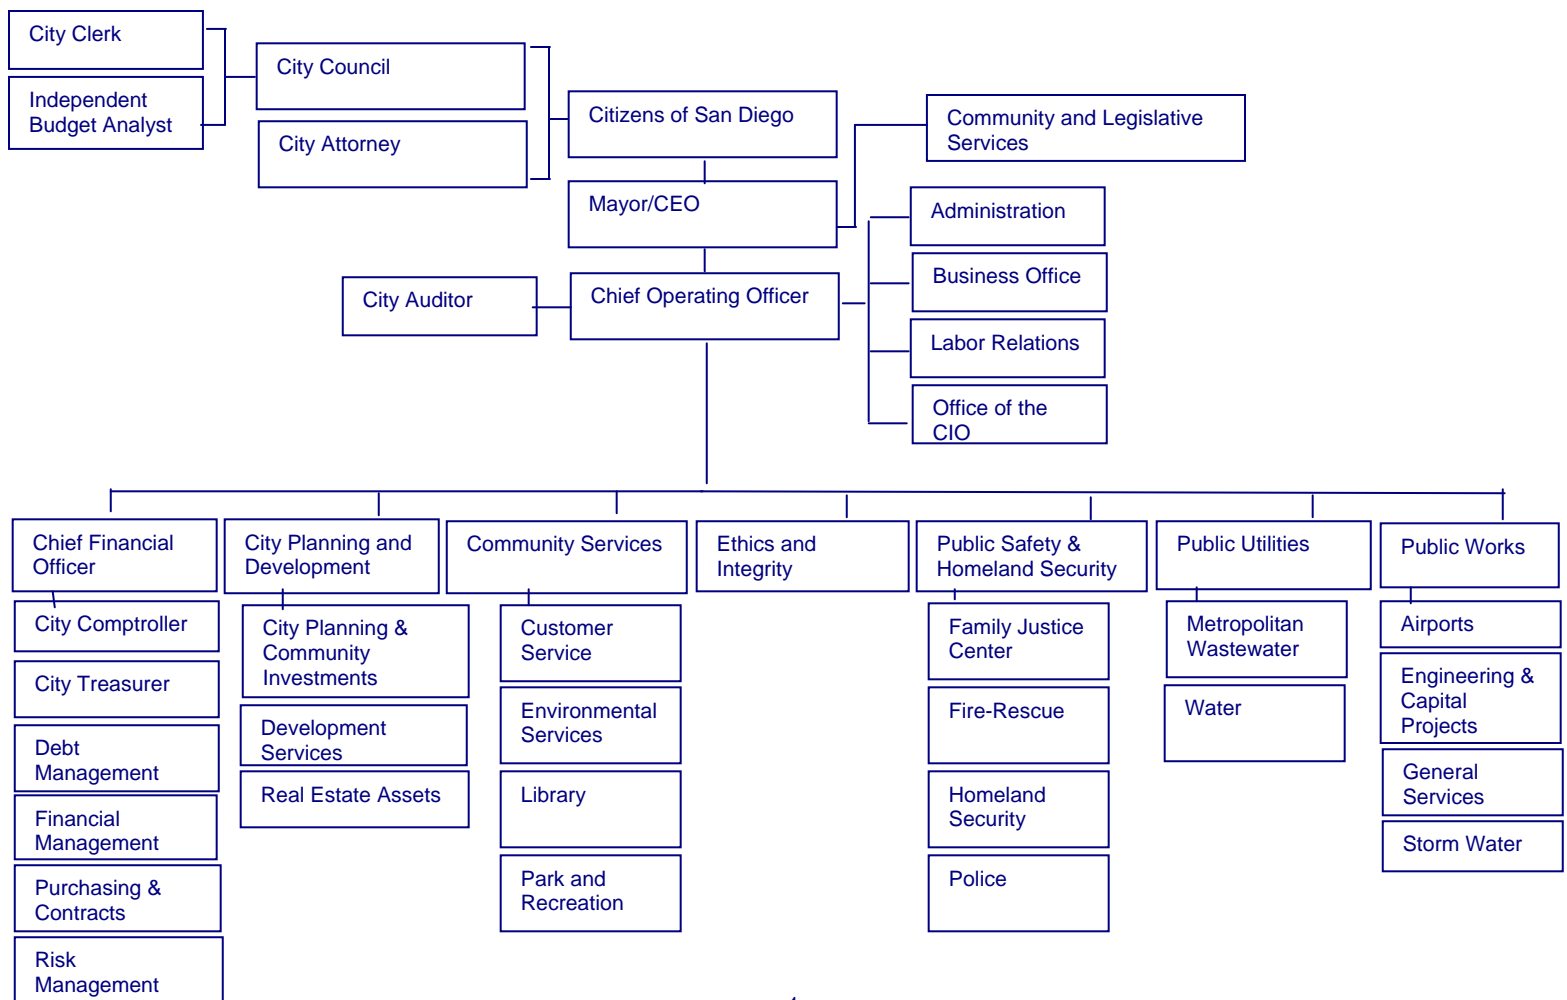 City Clerk
Independent
Budget Analyst
City Council
City Attorney
Citizens of San Diego
Community and Legislative
Services
Mayor/CEO
Administration
Business Office
Labor Relations
Office of the
CIO
City Auditor
Chief Operating Officer
Chief Financial
Officer
City Comptroller
City Treasurer
Debt
Management
Financial
Management
Purchasing &
Contracts
Risk
Management
City Planning and
Development
City Planning &
Community
Investments
Development
Services
Real Estate Assets
Community Services
Customer
Service
Environmental
Services
Library
Park and
Recreation
Ethics and
Integrity
Public Safety &
Homeland Security
Family Justice
Center
Fire-Rescue
Homeland
Security
Police
Public Utilities
Metropolitan
Wastewater
Water
Public Works
Airports
Engineering &
Capital
Projects
General
Services
Storm Water